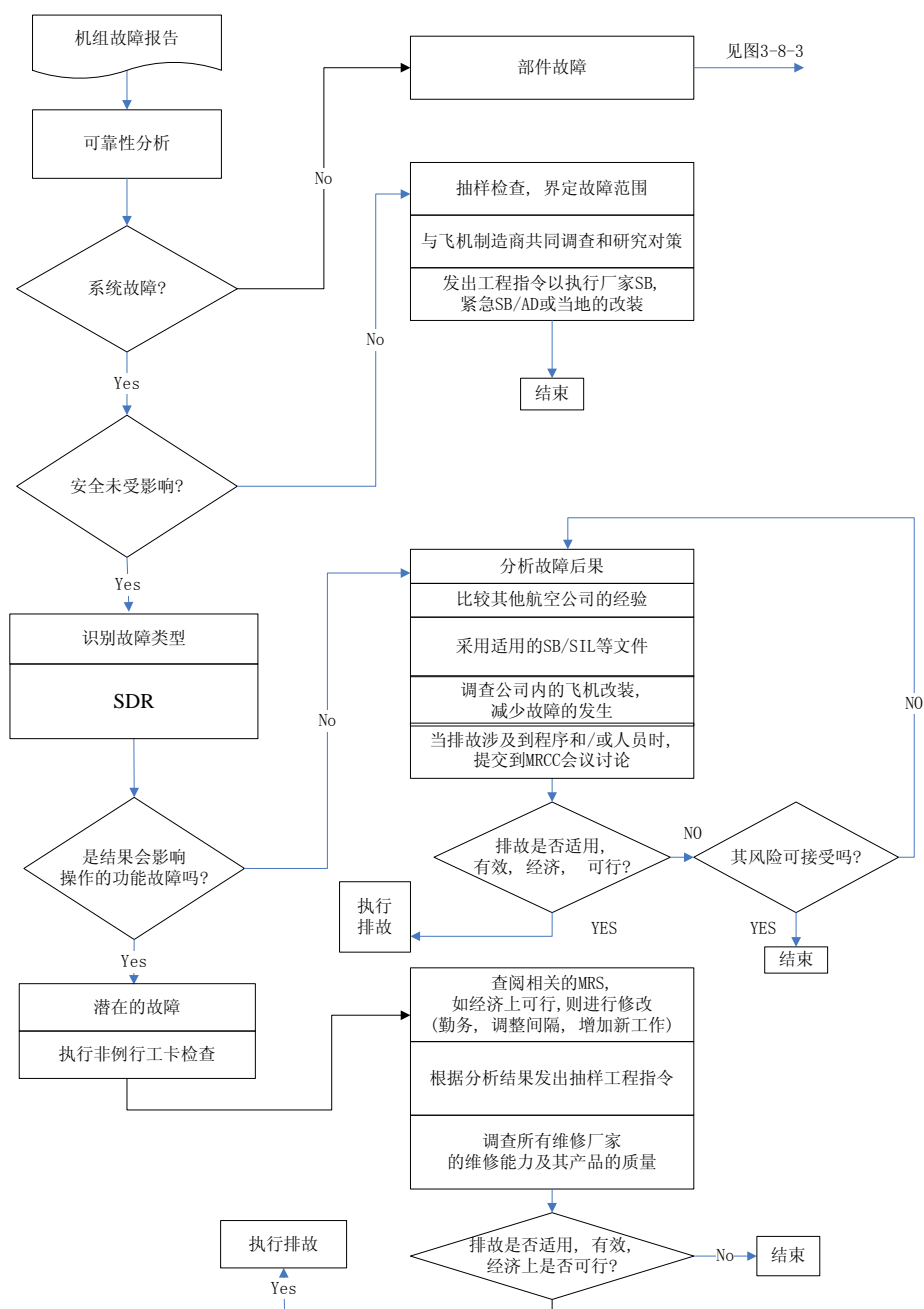 机组故障报告
部件故障
见图3-8-3
可靠性分析
No
抽样检查, 界定故障范围
与飞机制造商共同调查和研究对策
系统故障?
发出工程指令以执行厂家SB,
紧急SB/AD或当地的改装
No
Yes
结束
安全未受影响?
Yes
分析故障后果
比较其他航空公司的经验
识别故障类型
采用适用的SB/SIL等文件
SDR
调查公司内的飞机改装,
减少故障的发生
NO
No
当排故涉及到程序和/或人员时,
提交到MRCC会议讨论
NO
排故是否适用,
有效, 经济, 可行?
其风险可接受吗?
是结果会影响
操作的功能故障吗?
执行
排故
YES
YES
结束
Yes
潜在的故障
查阅相关的MRS,
如经济上可行,则进行修改
(勤务, 调整间隔, 增加新工作)
执行非例行工卡检查
根据分析结果发出抽样工程指令
调查所有维修厂家
的维修能力及其产品的质量
执行排故
排故是否适用, 有效,
经济上是否可行?
No
结束
Yes